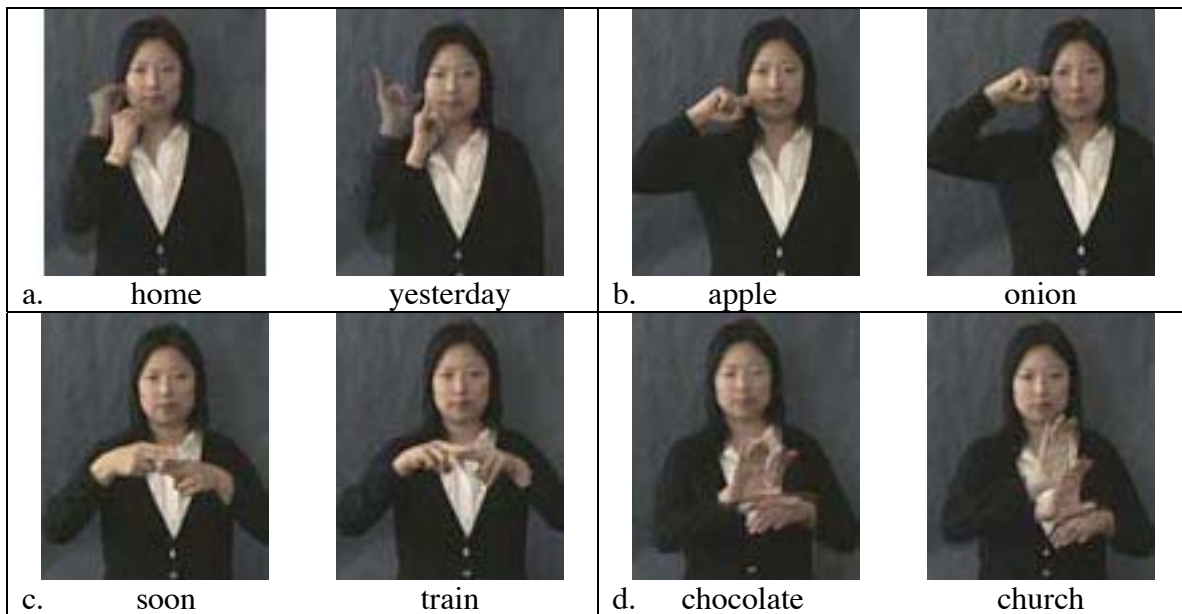 a. home yesterday
b. apple onion
c. soon train
d. chocolate church